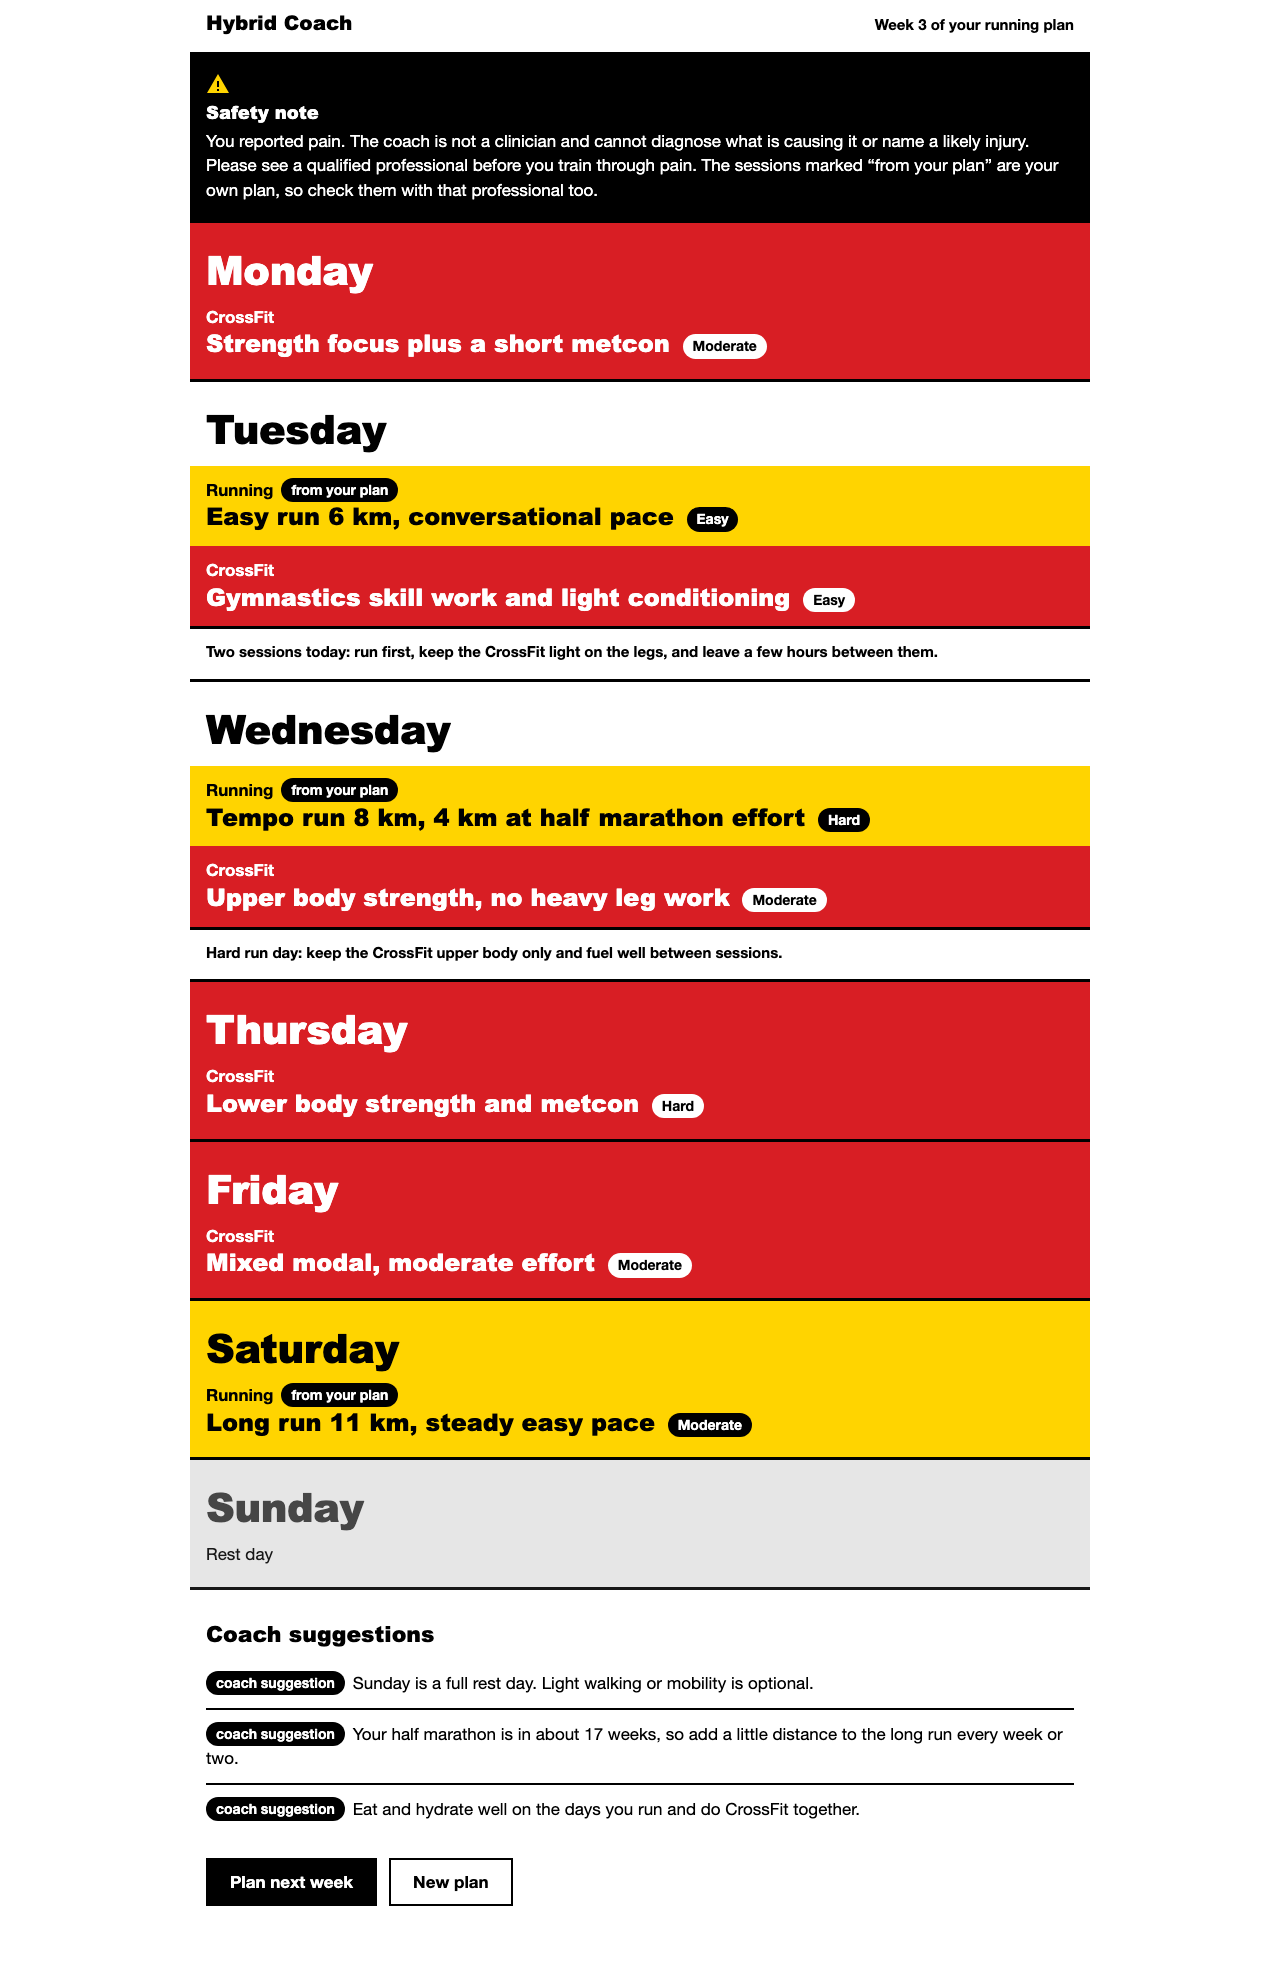 Hybrid Coach
Week 3 of your running plan
Safety note
You reported pain. The coach is not a clinician and cannot diagnose what is causing it or name a likely injury.
Please see a qualified professional before you train through pain. The sessions marked “from your plan” are your
own plan, so check them with that professional too.
Monday
CrossFit
Strength focus plus a short metcon Moderate
Tuesday
Running from your plan
Easy run 6 km, conversational pace Easy
CrossFit
Gymnastics skill work and light conditioning Easy
Two sessions today: run first, keep the CrossFit light on the legs, and leave a few hours between them.
Wednesday
Running from your plan
Tempo run 8 km, 4 km at half marathon effort Hard
CrossFit
Upper body strength, no heavy leg work Moderate
Hard run day: keep the CrossFit upper body only and fuel well between sessions.
Thursday
CrossFit
Lower body strength and metcon Hard
Friday
CrossFit
Mixed modal, moderate effort Moderate
Saturday
Running from your plan
Long run 11 km, steady easy pace Moderate
Sunday
Rest day
Coach suggestions
coach suggestion Sunday is a full rest day. Light walking or mobility is optional.
coach suggestion Your half marathon is in about 17 weeks, so add a little distance to the long run every week or
two.
coach suggestion Eat and hydrate well on the days you run and do CrossFit together.
Plan next week
New plan